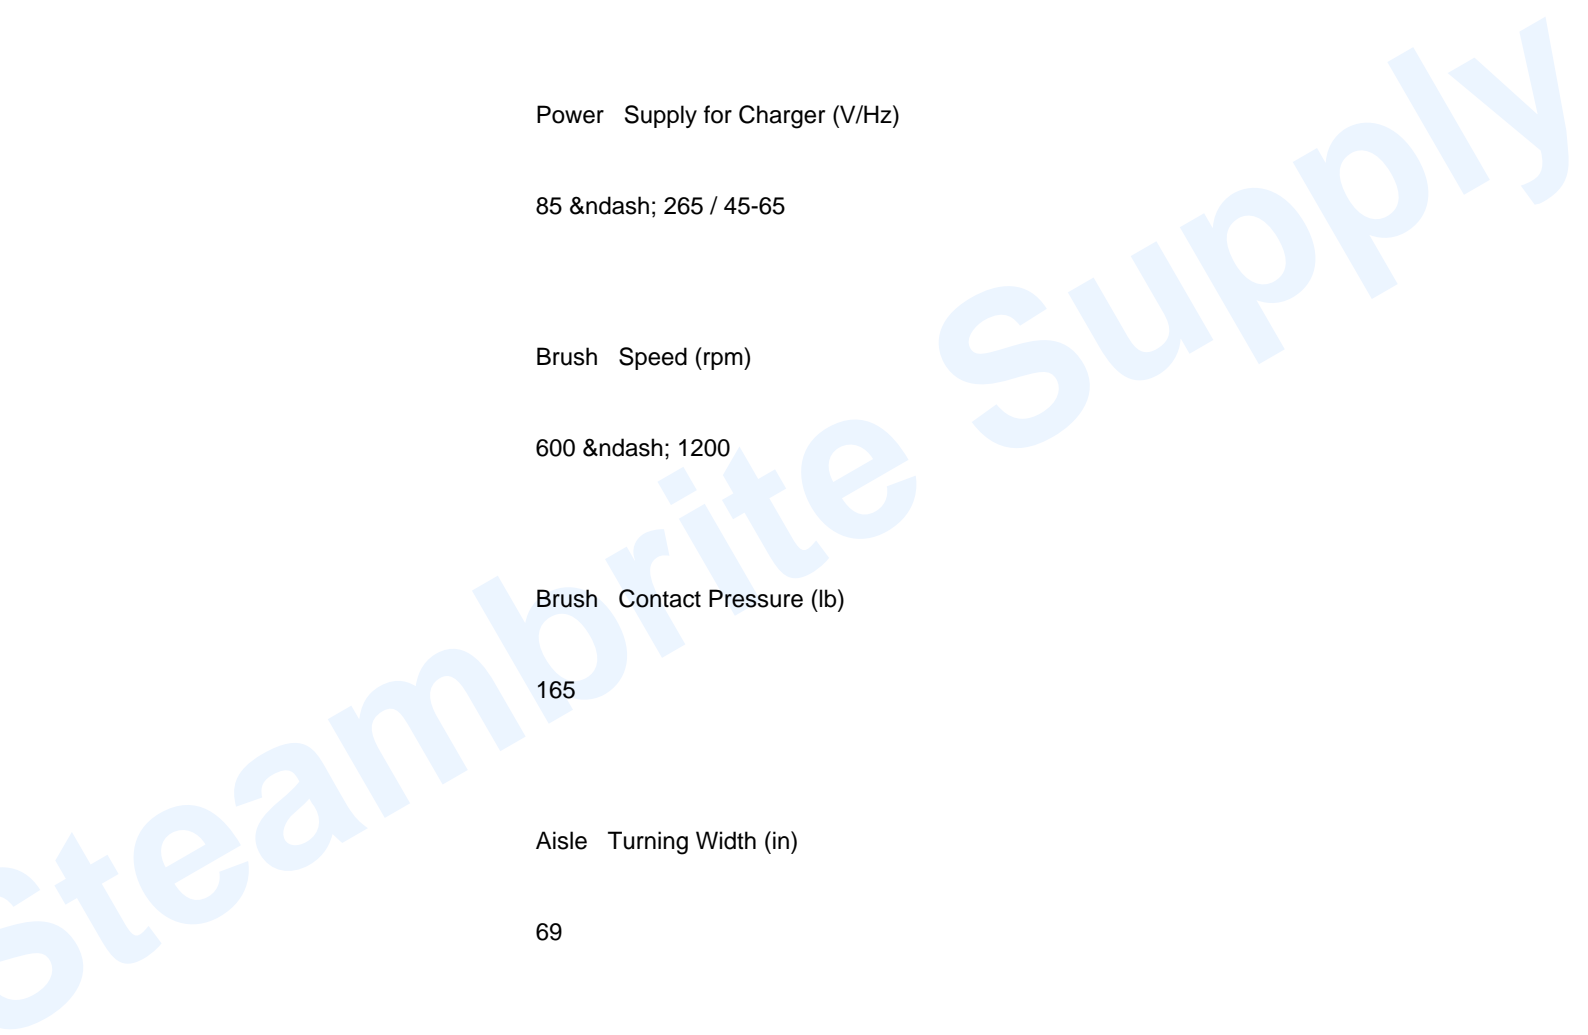 Power   Supply for Charger (V/Hz)
85 &ndash; 265 / 45-65
Brush   Speed (rpm)
600 &ndash; 1200
Brush   Contact Pressure (lb)
165
Aisle   Turning Width (in)
69
Steambrite Supply